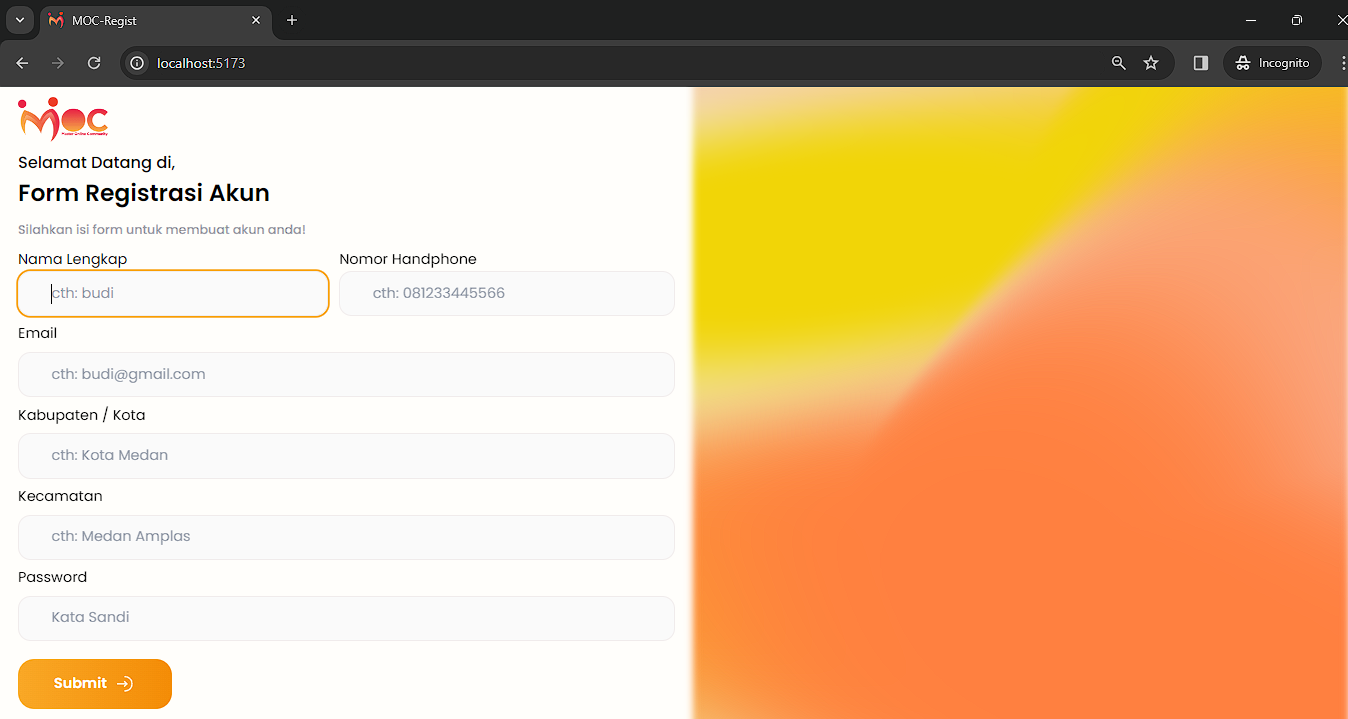 MOC-Regist
localhost:5173
Incognito
MOC
Selamat Datang di,
Form Registrasi Akun
Silahkan isi form untuk membuat akun anda!
Nama Lengkap Nomor Handphone
cth: budi cth: 081233445566
Email
cth: budi@gmail.com
Kabupaten / Kota
cth: Kota Medan
Kecamatan
cth: Medan Amplas
Password
Kata Sandi
Submit